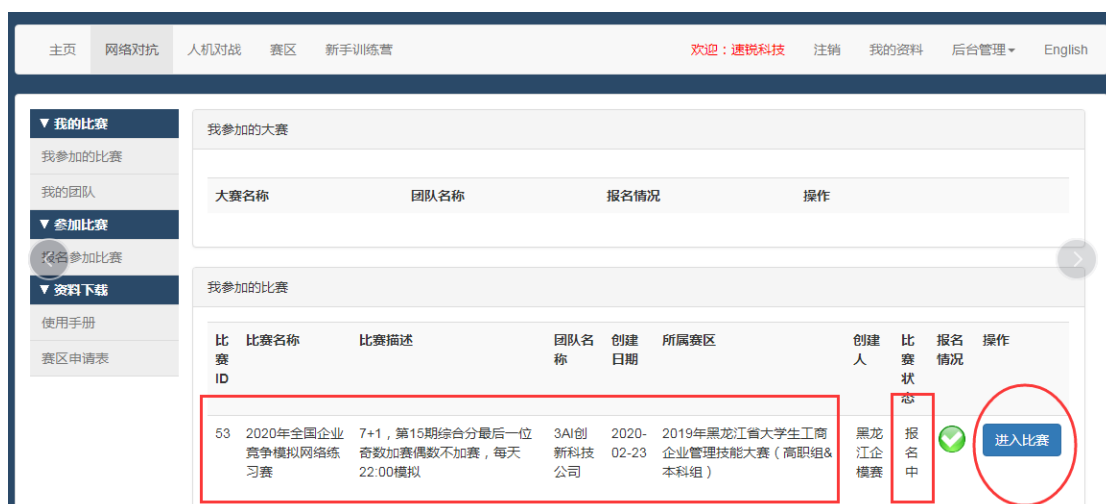 主页 网络对抗 人机对战 赛区 新手训练营 欢迎：速锐科技 注销 我的资料 后台管理 English
▼ 我的比赛
我参加的比赛
我的团队
▼ 参加比赛
报名参加比赛
▼ 资料下载
使用手册
赛区申请表
我参加的大赛
大赛名称 团队名称 报名情况 操作
我参加的比赛
比 比赛名称 比赛描述 团队名 创建 所属赛区 创建 比 报名 操作
赛 称 日期 人 赛 情况
ID 状
态
53 2020年全国企业 7+1，第15期综合分最后一位 3AI创 2020- 2019年黑龙江省大学生工商 黑龙 报 进入比赛
竞争模拟网络练 奇数加赛偶数不加赛，每天 新科技 02-23 企业管理技能大赛（高职组& 江企 名
习赛 22:00模拟 公司 本科组） 模赛 中